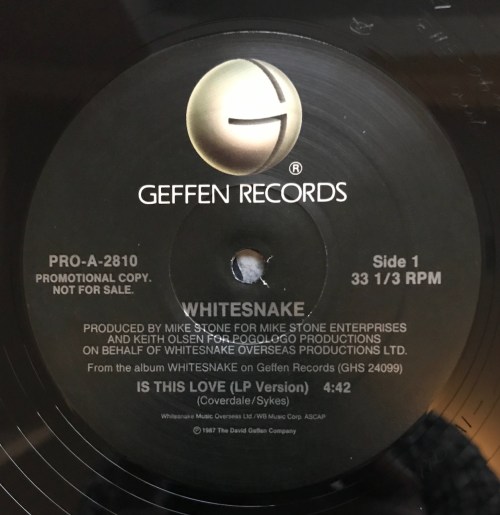 G
®
GEFFEN RECORDS
PRO-A-2810
PROMOTIONAL COPY.
NOT FOR SALE.
Side 1
33 1/3 RPM
WHITESNAKE
PRODUCED BY MIKE STONE FOR MIKE STONE ENTERPRISES
AND KEITH OLSEN FOR POGOLOGO PRODUCTIONS
ON BEHALF OF WHITESNAKE OVERSEAS PRODUCTIONS LTD.
From the album WHITESNAKE on Geffen Records (GHS 24099)
IS THIS LOVE (LP Version) 4:42
(Coverdale/Sykes)
Whitesnake Music Overseas Ltd./WB Music Corp. ASCAP
℗ 1987 The David Geffen Company